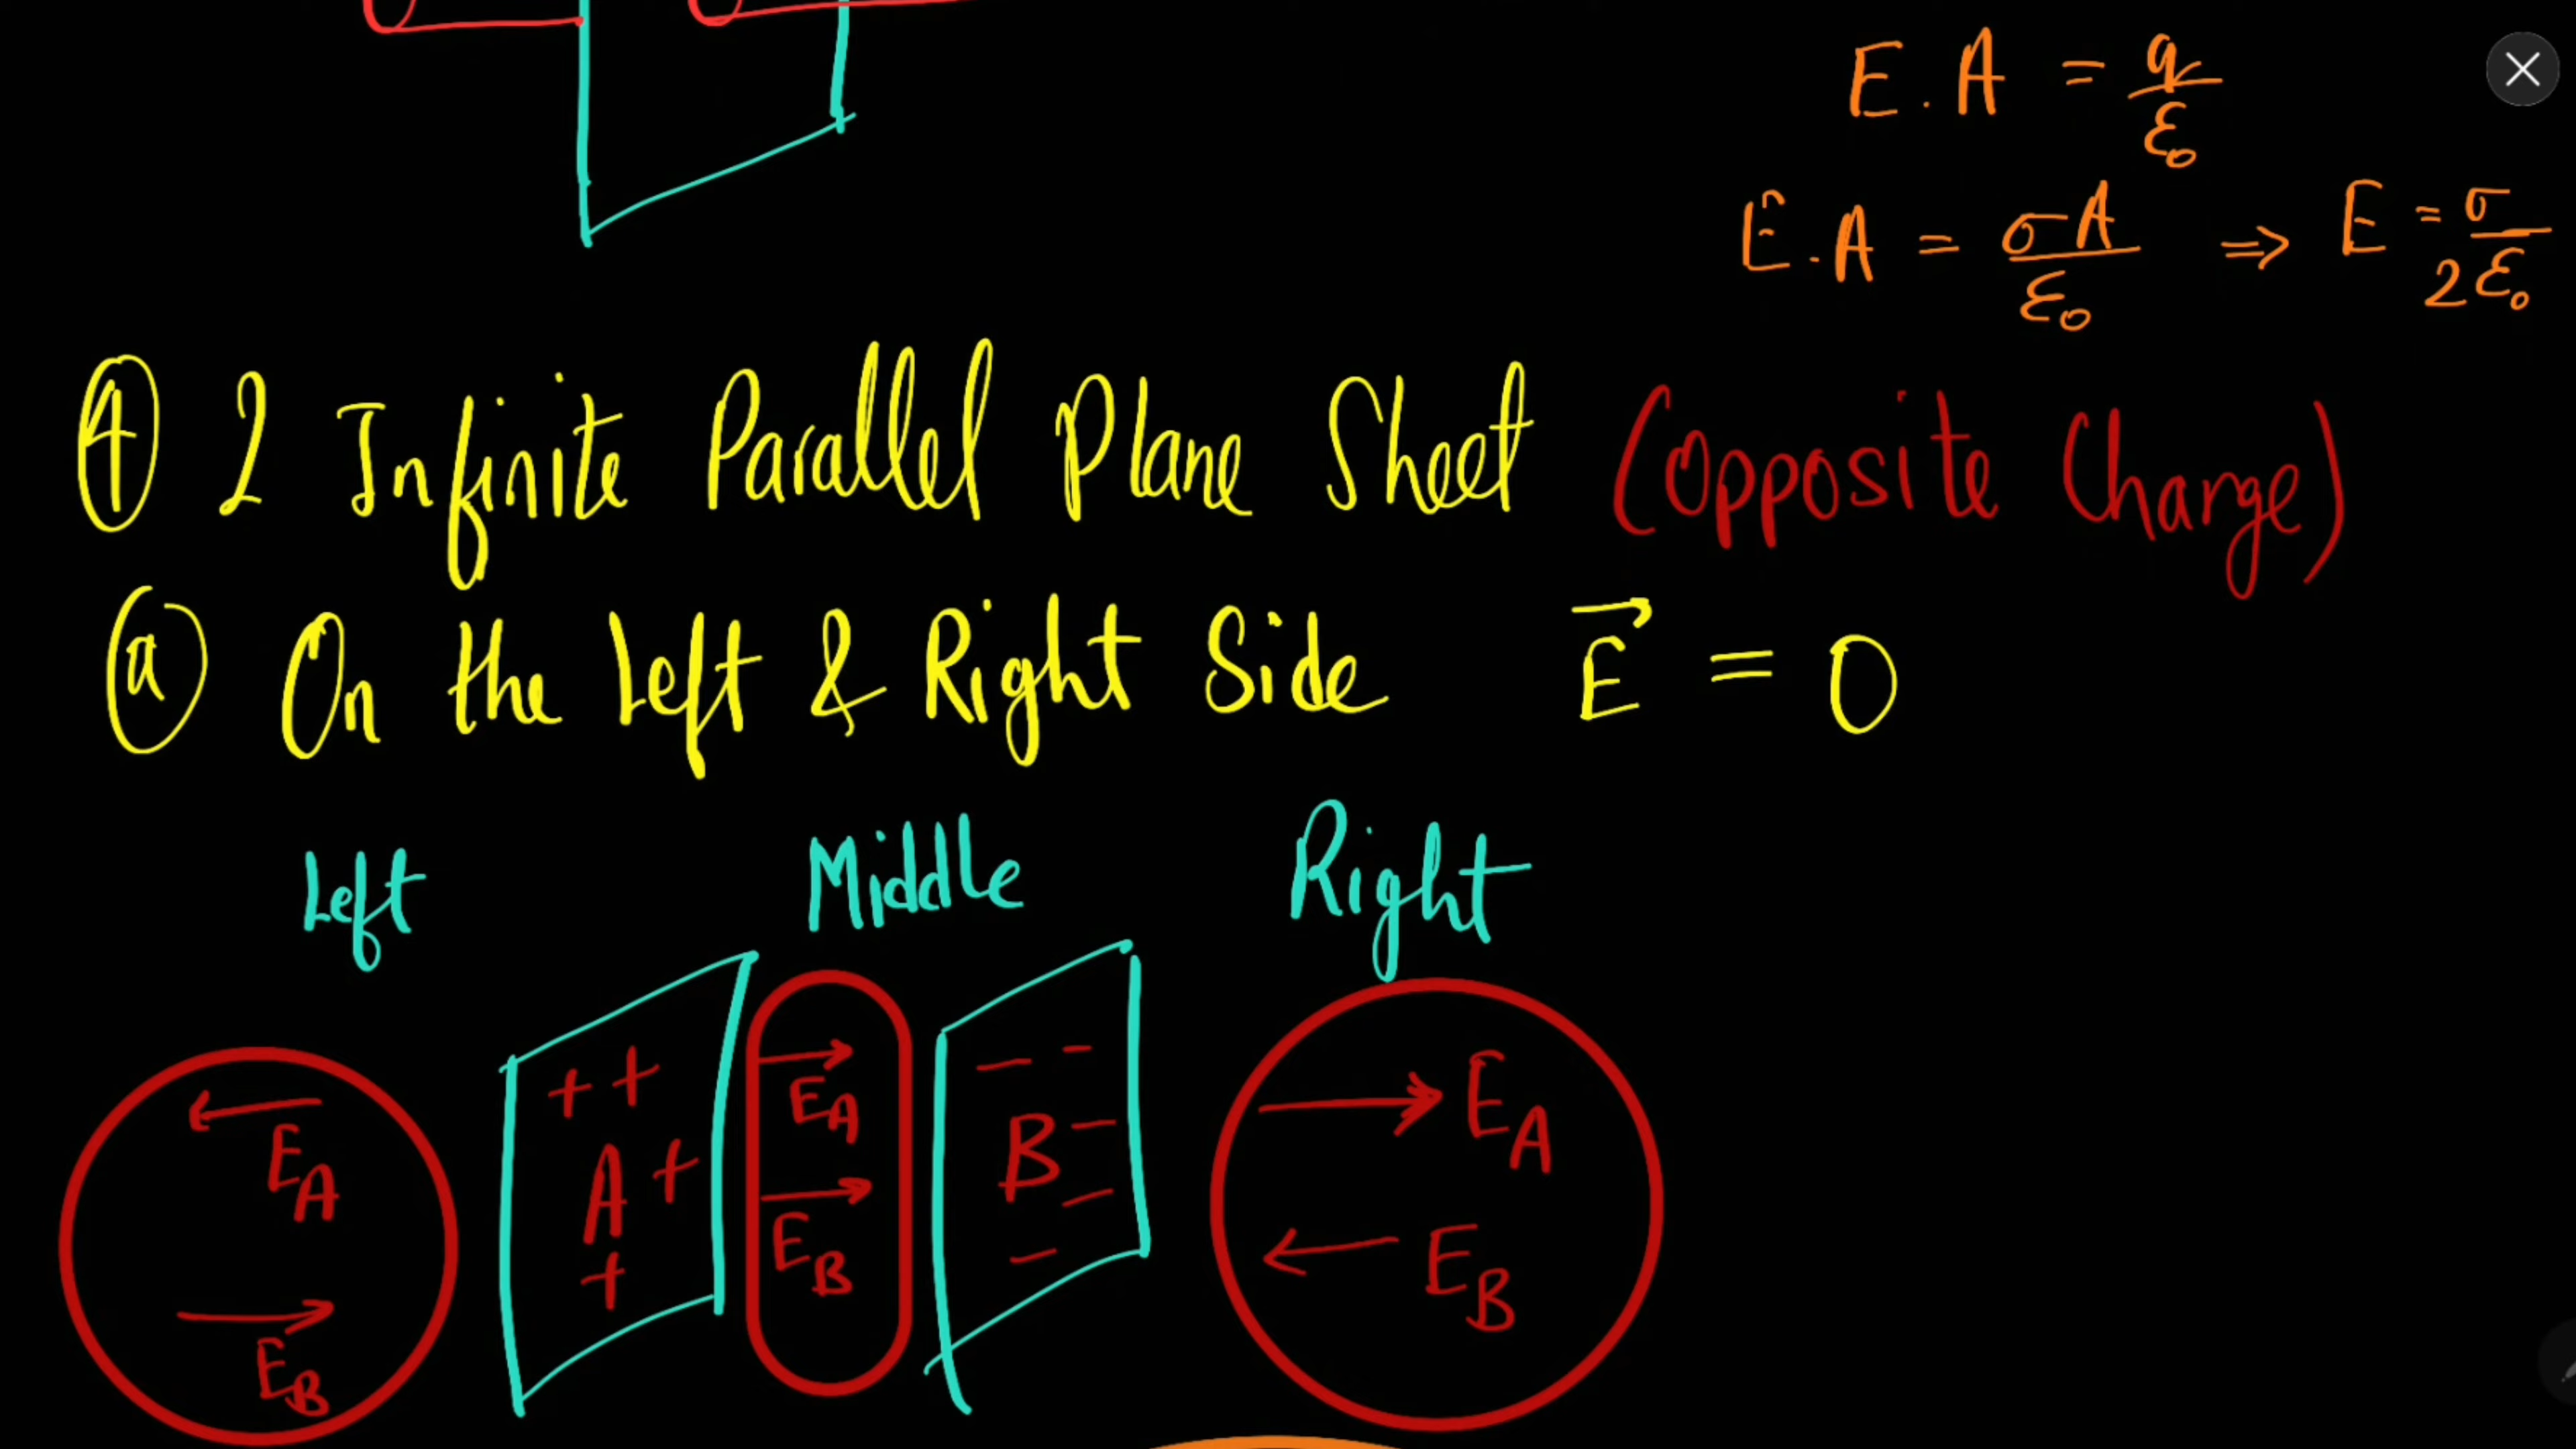 E . A = q/ε₀
E . A = σA/ε₀ ⇒ E = σ/2ε₀
④ 2 Infinite Parallel Plane Sheet (Opposite Charge)
ⓐ On the Left & Right Side E⃗ = 0
Left Middle Right
+ + E_A - - E_A
E_A A + B -
+ E_B - - E_B
E_B